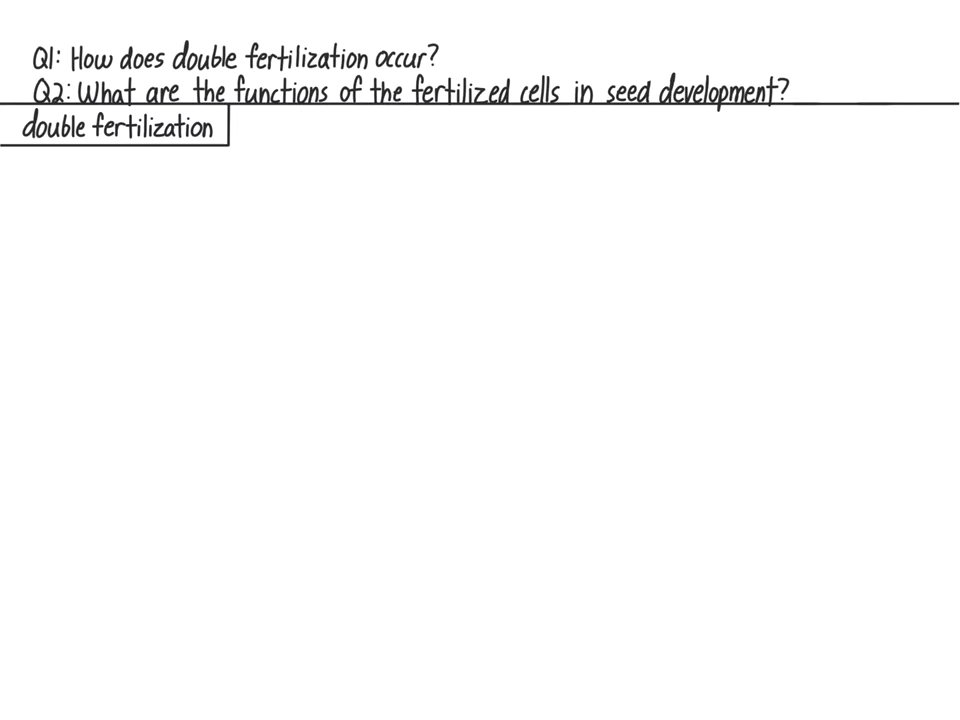 Q1: How does double fertilization occur?
Q2: What are the functions of the fertilized cells in seed development?
double fertilization